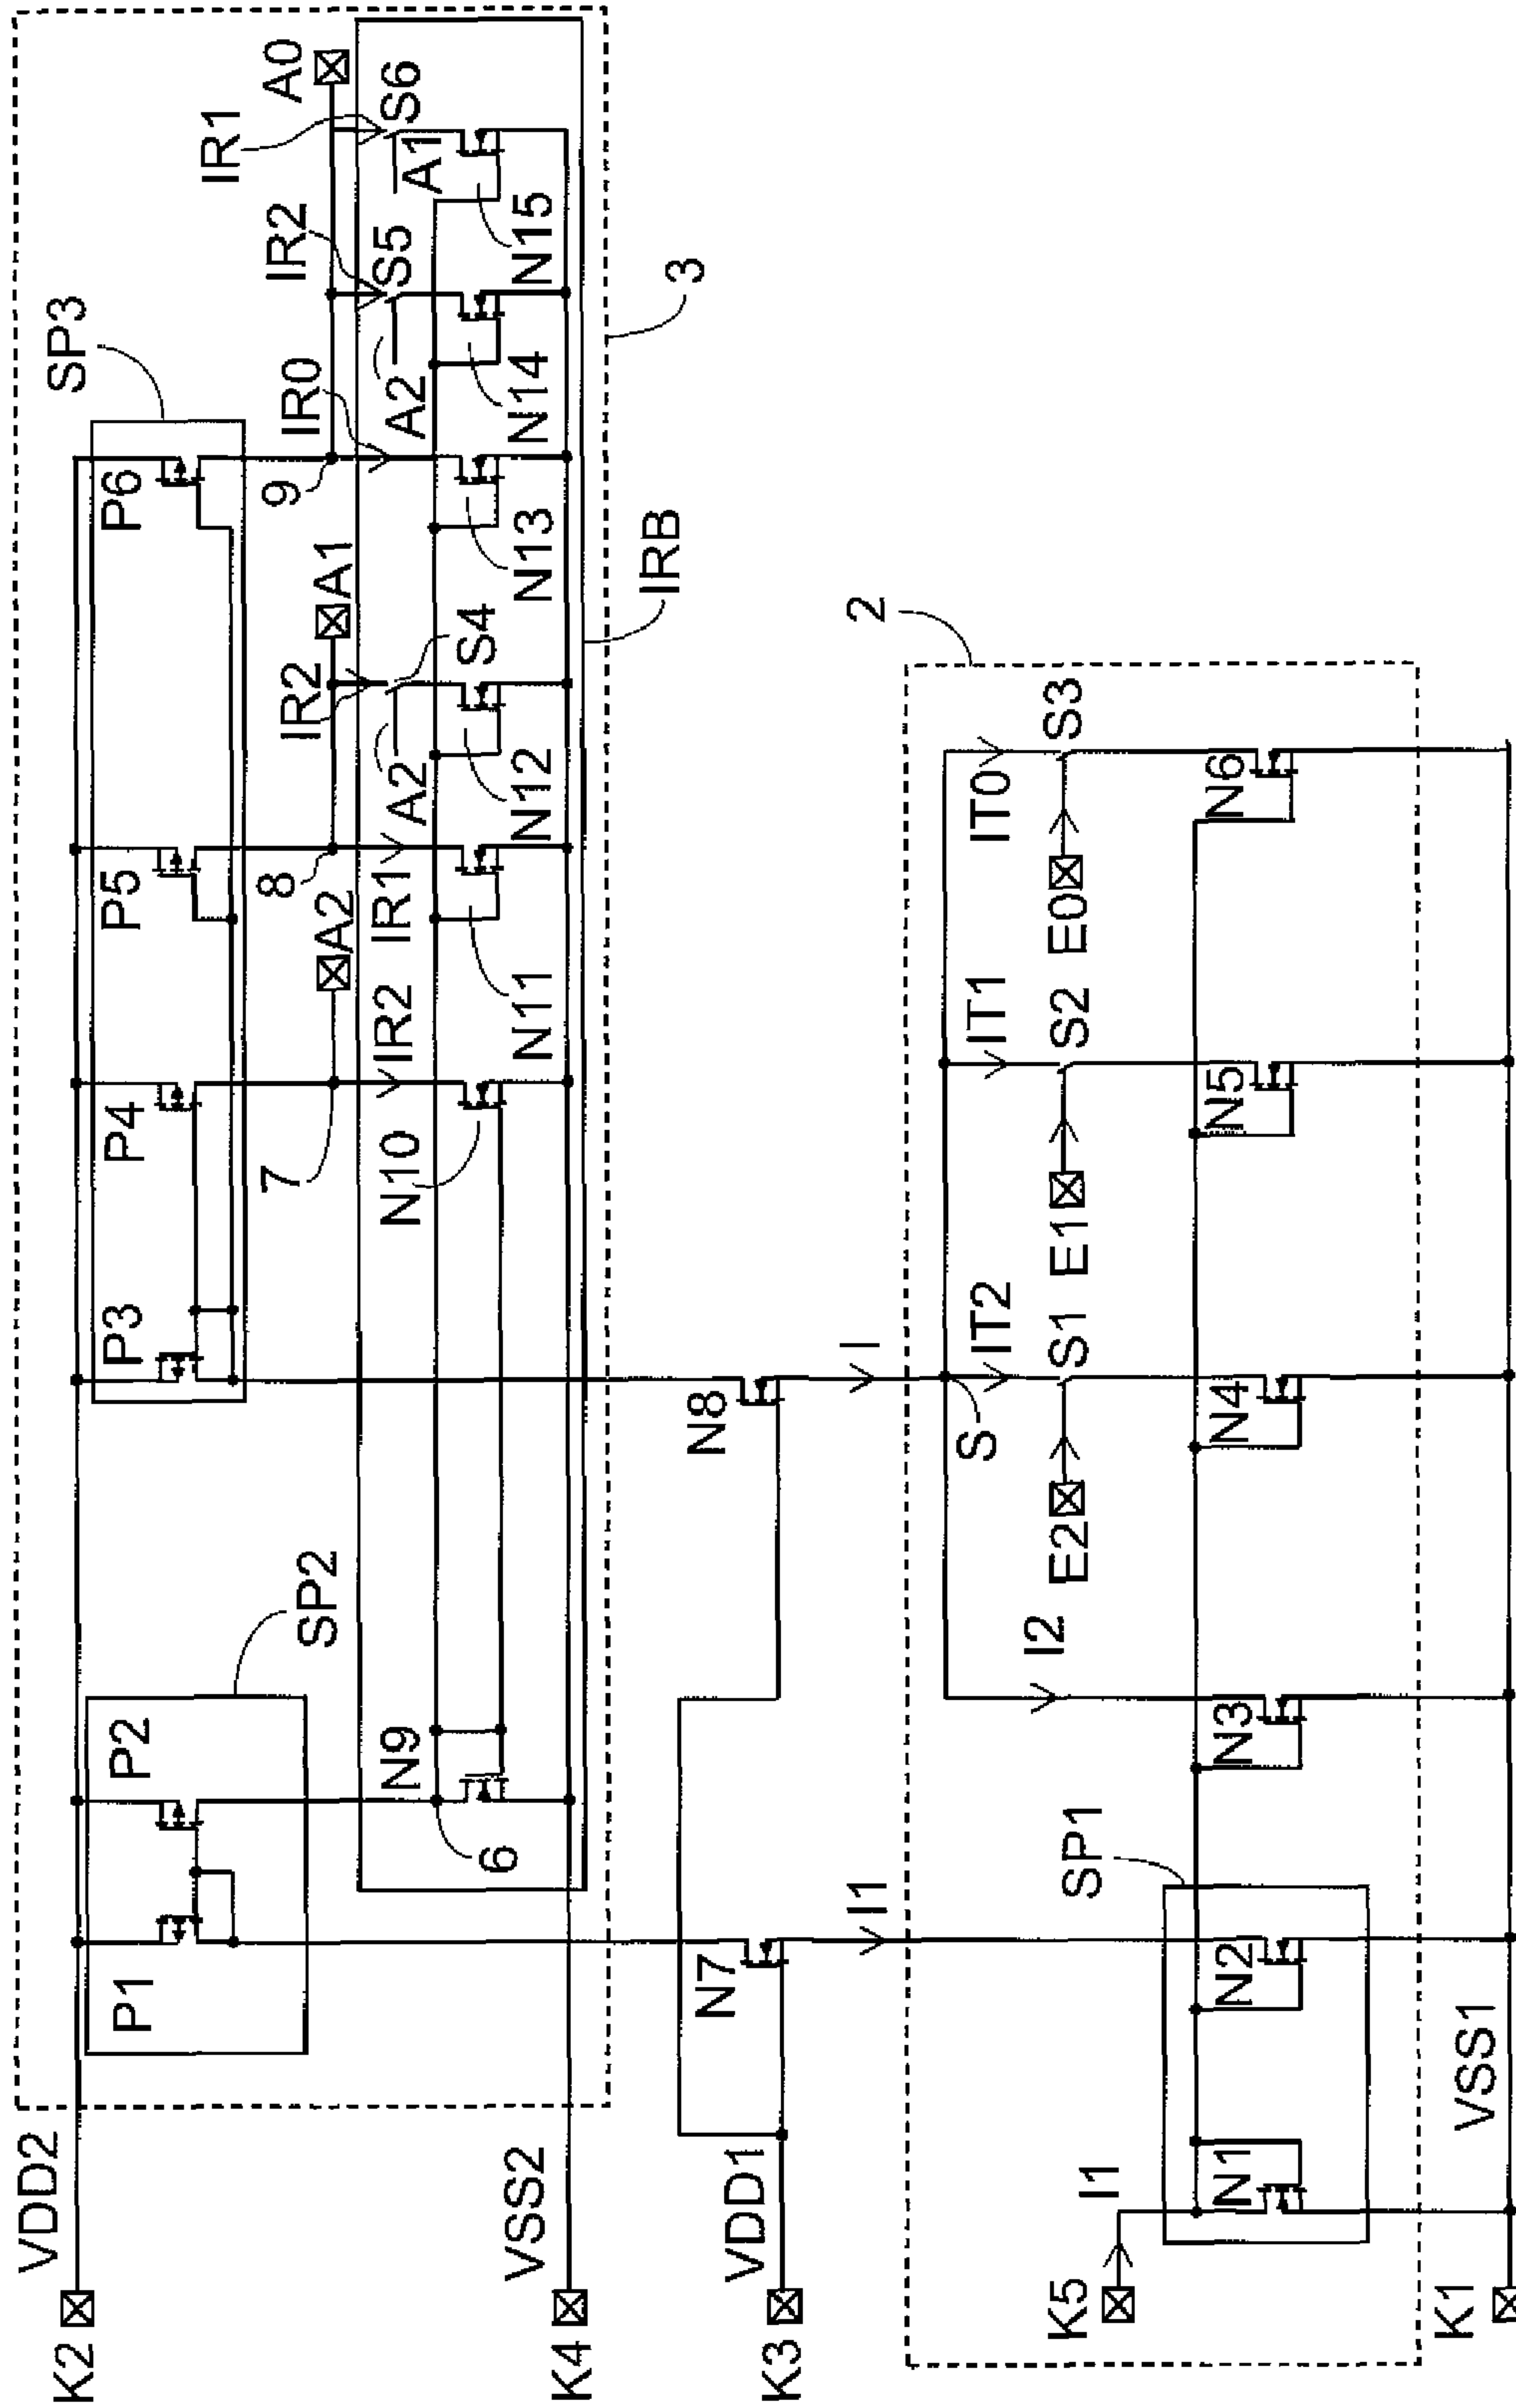 K2
VDD2
P1
P2
SP2
P3
P4
P5
P6
SP3
7
A2
8
A1
9
A0
IR2
IR1
IR2
IR0
IR2
IR1
A2
S4
A2
S5
A1
S6
6
N9
N10
N11
N12
N13
N14
N15
IRB
3
K4
VSS2
K3
VDD1
N7
N8
I1
I
2
K5
I1
SP1
I2
S
IT2
IT1
IT0
E2
S1
E1
S2
E0
S3
N1
N2
N3
N4
N5
N6
K1
VSS1